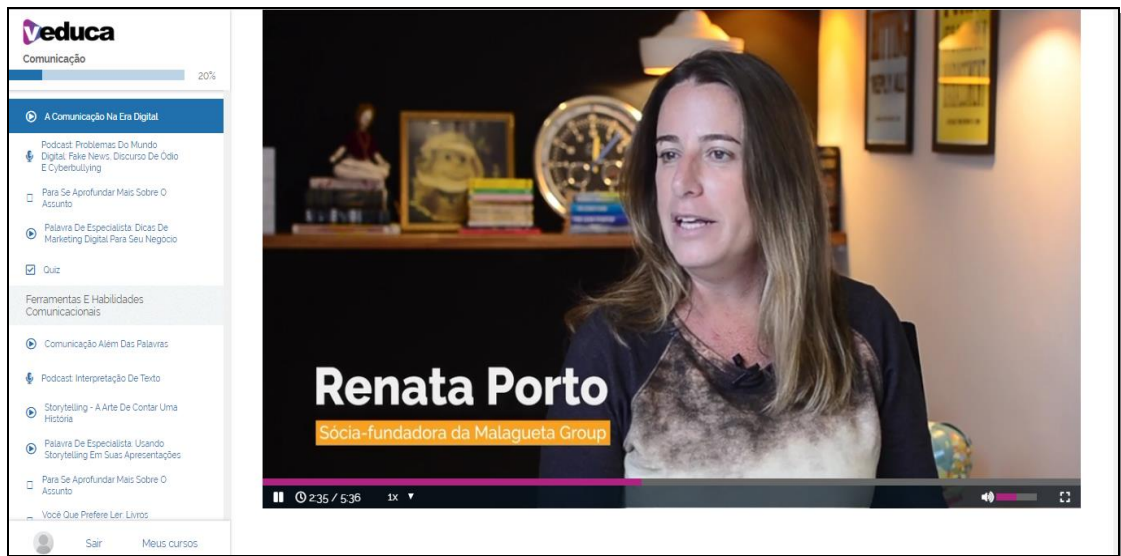 veduca
Comunicação
20%
A Comunicação Na Era Digital
Podcast: Problemas Do Mundo
Digital: Fake News, Discurso De Ódio
E Cyberbullying
Para Se Aprofundar Mais Sobre O
Assunto
Palavra De Especialista: Dicas De
Marketing Digital Para Seu Negócio
Quiz
Ferramentas E Habilidades
Comunicacionais
Comunicação Além Das Palavras
Podcast: Interpretação De Texto
Storytelling - A Arte De Contar Uma
História
Palavra De Especialista: Usando
Storytelling Em Suas Apresentações
Para Se Aprofundar Mais Sobre O
Assunto
Você Que Prefere Ler: Livros
Sair
Meus cursos
Renata Porto
Sócia-fundadora da Malagueta Group
2:35 / 5:36
1x